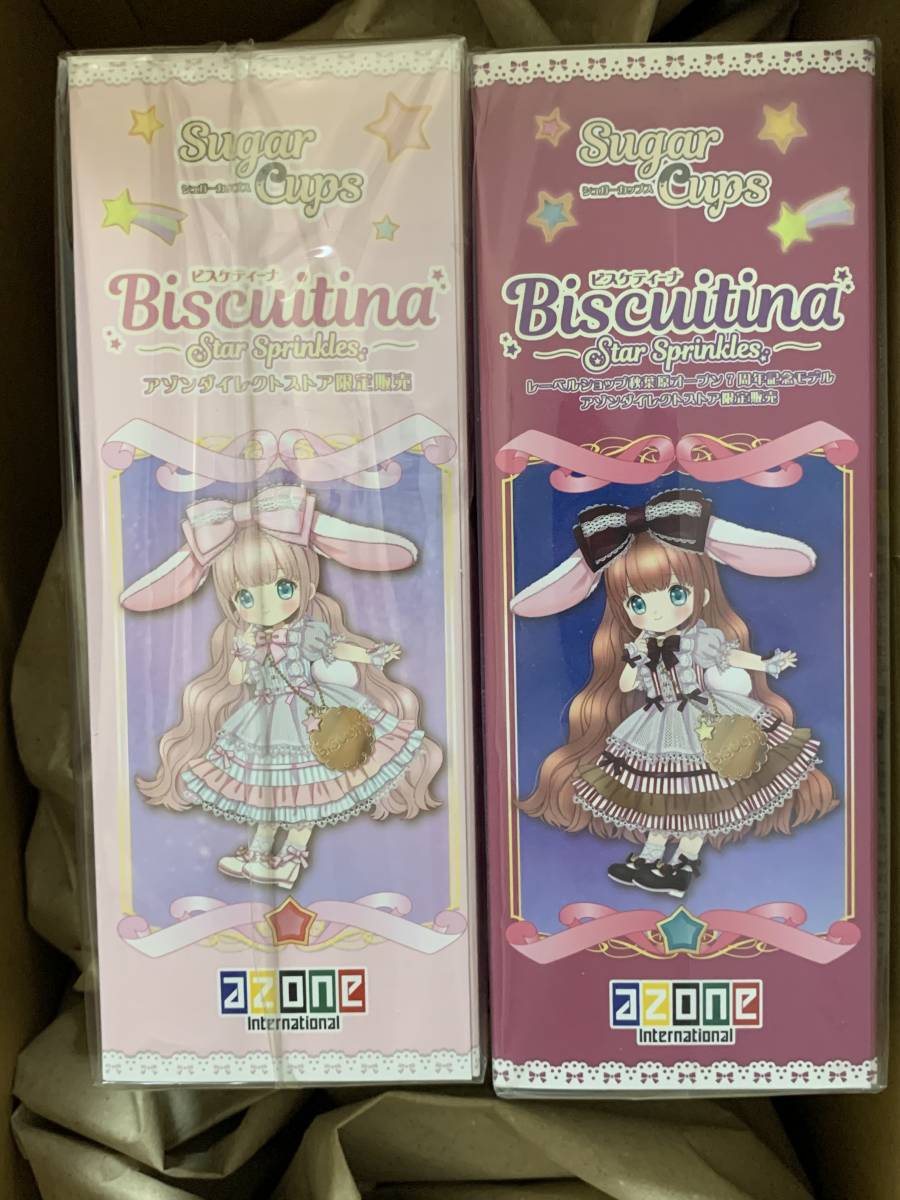 Sugar
シュガーカップス Cups
ビスケティーナ
Biscuitina
Star Sprinkles
アゾンダイレクトストア限定販売
azone
International
Sugar
シュガーカップス Cups
ビスケティーナ
Biscuitina
Star Sprinkles
レーベルショップ秋葉原オープン7周年記念モデル
アゾンダイレクトストア限定販売
azone
International